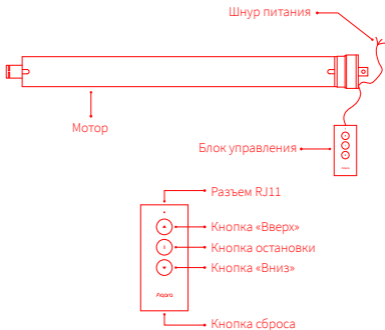 Шнур питания
Мотор
Блок управления
Разъем RJ11
Кнопка «Вверх»
Кнопка остановки
Кнопка «Вниз»
Aqara
Кнопка сброса